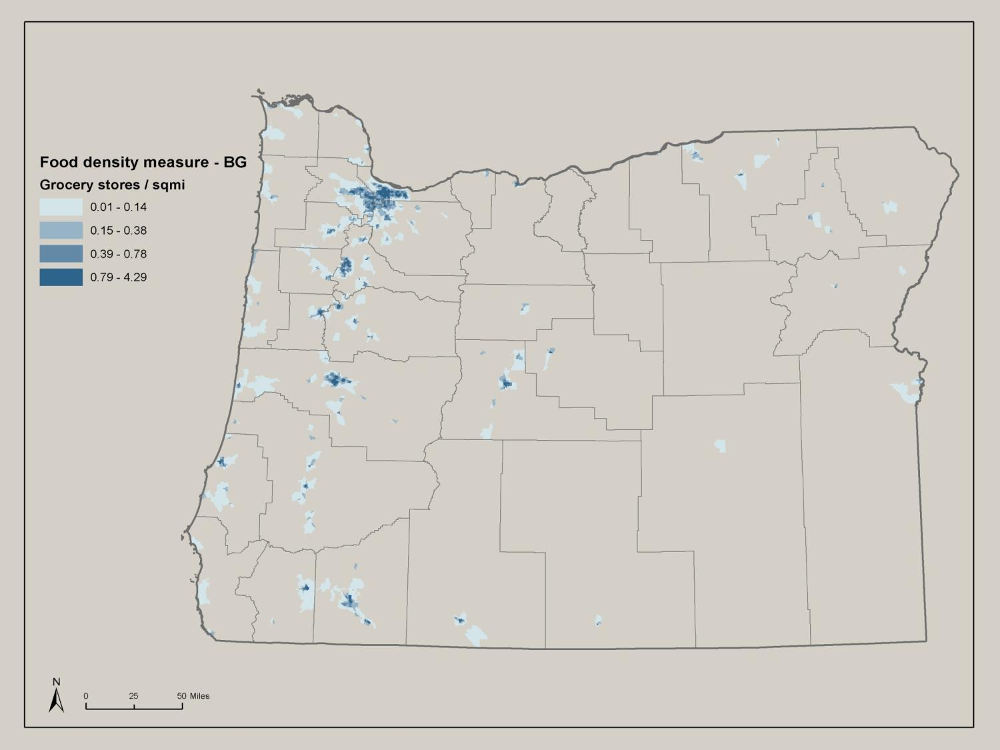 Food density measure - BG
Grocery stores / sqmi
0.01 - 0.14
0.15 - 0.38
0.39 - 0.78
0.79 - 4.29
N
0 25 50 Miles